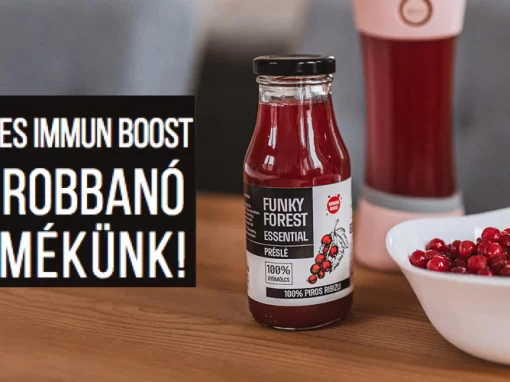 ES IMMUN BOOST
ROBBANÓ
MÉKÜNK!
FUNKY
FOREST
ESSENTIAL
PRÉSLÉ
100%
GYÜMÖLCS
100% PIROS RIBIZLI